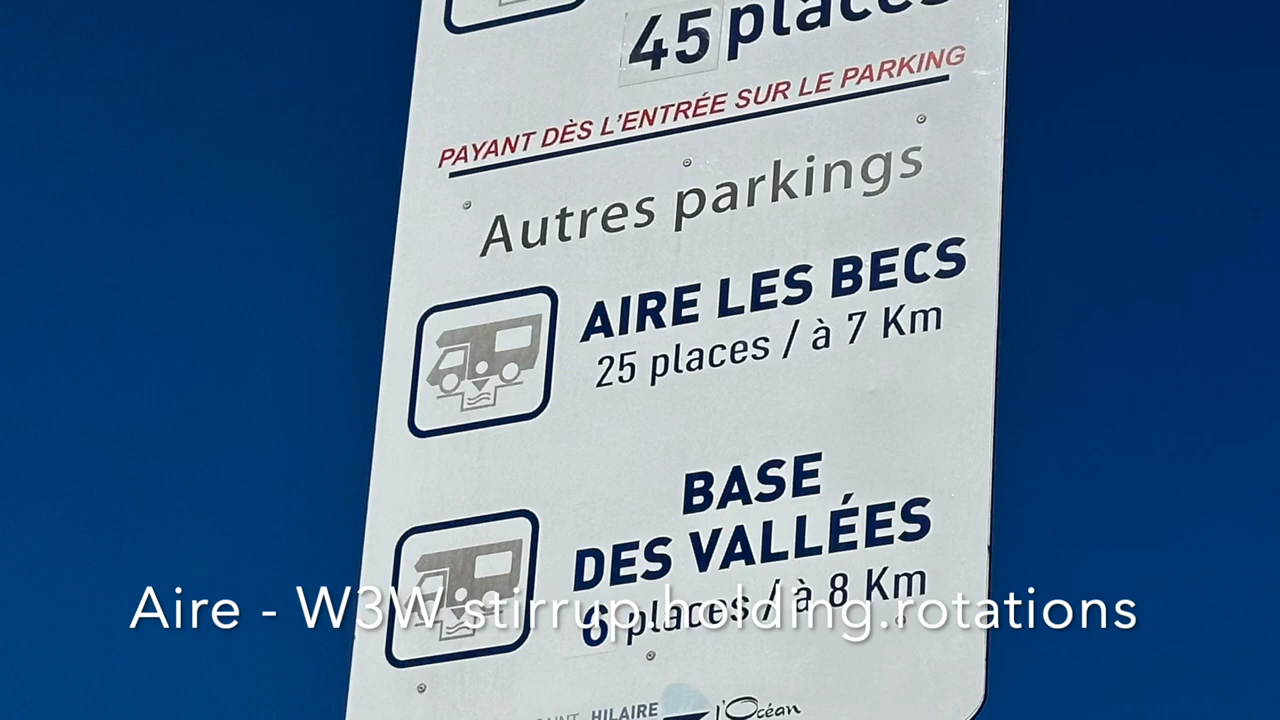 45 places
PAYANT DÈS L'ENTRÉE SUR LE PARKING
Autres parkings
AIRE LES BECS
25 places / à 7 Km
BASE
DES VALLÉES
6 places / à 8 Km
Aire - W3W stirrup.holding.rotations
SAINT HILAIRE
l'Océan